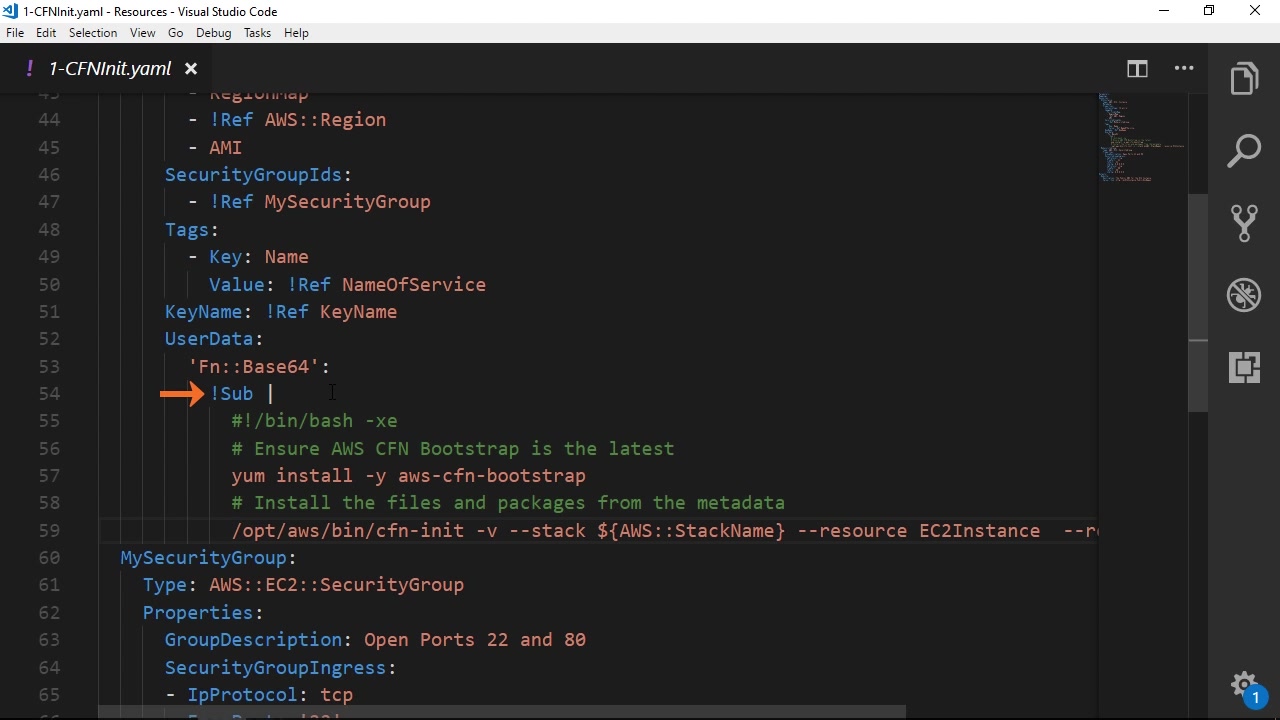 1-CFNInit.yaml - Resources - Visual Studio Code
File Edit Selection View Go Debug Tasks Help
! 1-CFNInit.yaml
43 - RegionMap
44 - !Ref AWS::Region
45 - AMI
46 SecurityGroupIds:
47 - !Ref MySecurityGroup
48 Tags:
49 - Key: Name
50 Value: !Ref NameOfService
51 KeyName: !Ref KeyName
52 UserData:
53 'Fn::Base64':
54 !Sub |
55 #!/bin/bash -xe
56 # Ensure AWS CFN Bootstrap is the latest
57 yum install -y aws-cfn-bootstrap
58 # Install the files and packages from the metadata
59 /opt/aws/bin/cfn-init -v --stack ${AWS::StackName} --resource EC2Instance
60 MySecurityGroup:
61 Type: AWS::EC2::SecurityGroup
62 Properties:
63 GroupDescription: Open Ports 22 and 80
64 SecurityGroupIngress:
65 - IpProtocol: tcp
1